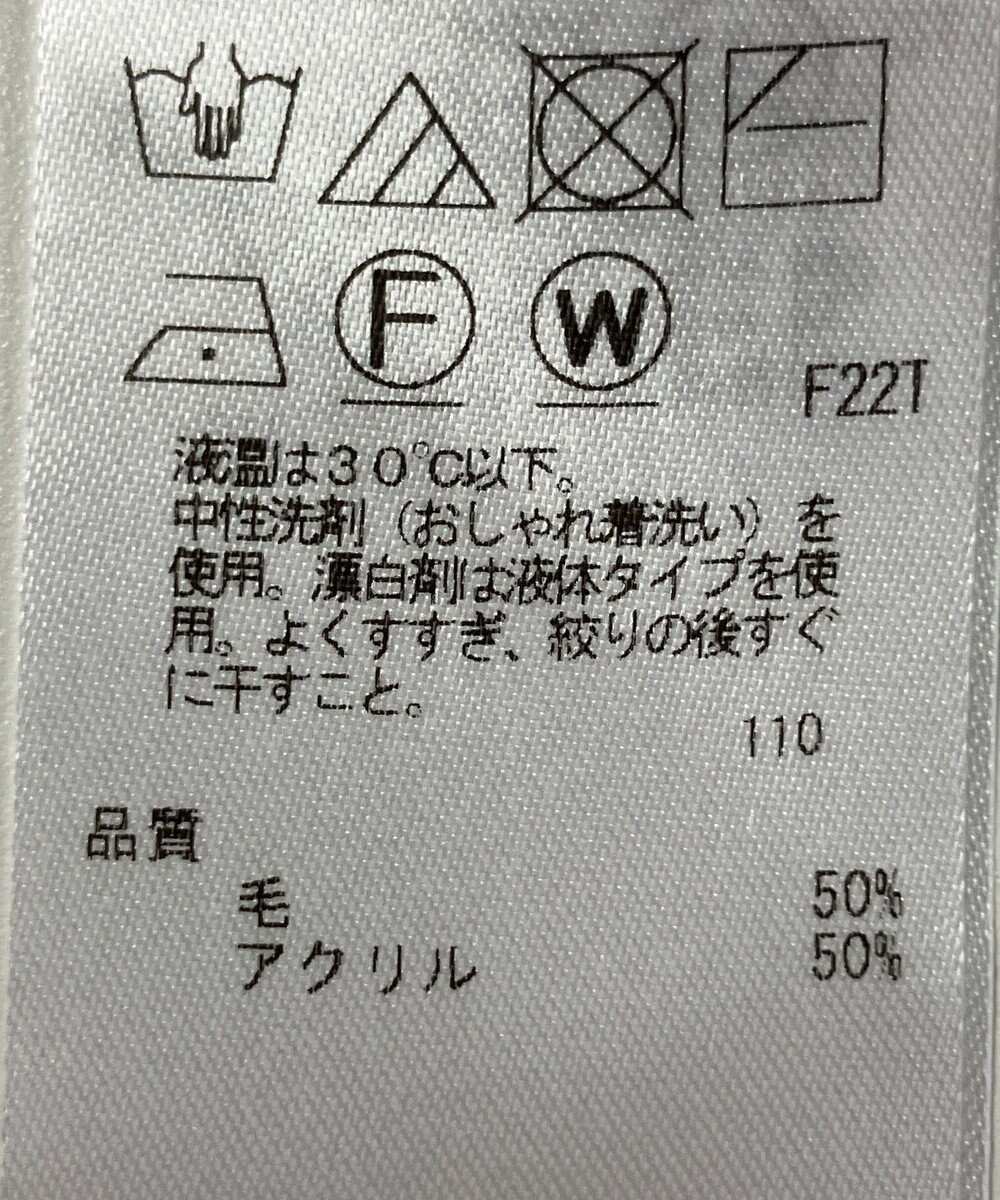 F
W
F22T
液温は30℃以下。
中性洗剤（おしゃれ着洗い）を
使用。漂白剤は液体タイプを使
用。よくすすぎ、絞りの後すぐ
に干すこと。
110
品質
毛 50%
アクリル 50%